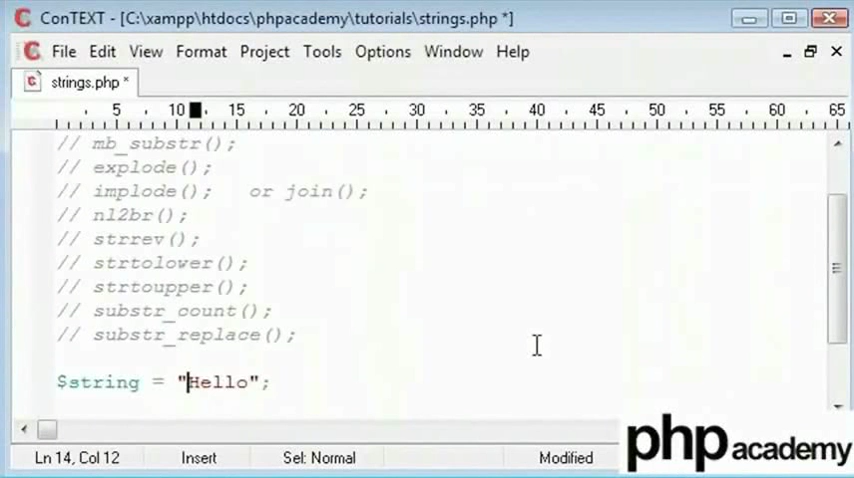 ConTEXT - [C:\xampp\htdocs\phpacademy\tutorials\strings.php *]
File Edit View Format Project Tools Options Window Help
strings.php *
5 10 15 20 25 30 35 40 45 50 55 60 65
// mb_substr();
// explode();
// implode();   or join();
// nl2br();
// strrev();
// strtolower();
// strtoupper();
// substr_count();
// substr_replace();
$string = "Hello";
Ln 14, Col 12 Insert Sel: Normal Modified
php academy